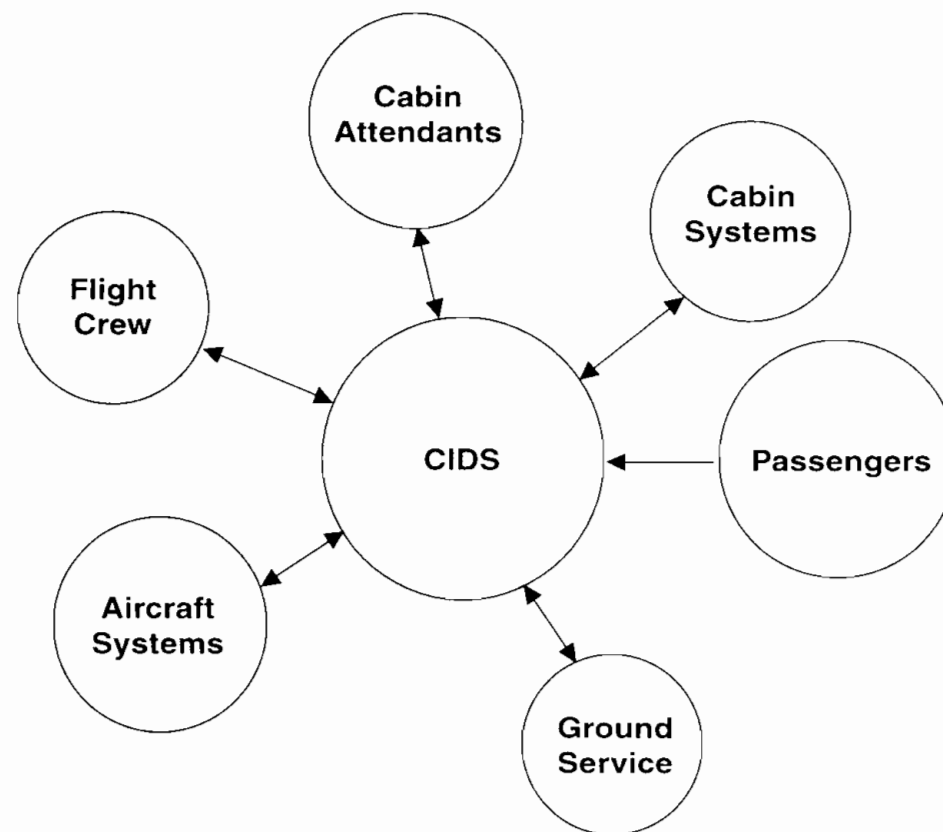 Cabin
Attendants
Cabin
Systems
Flight
Crew
CIDS
Passengers
Aircraft
Systems
Ground
Service